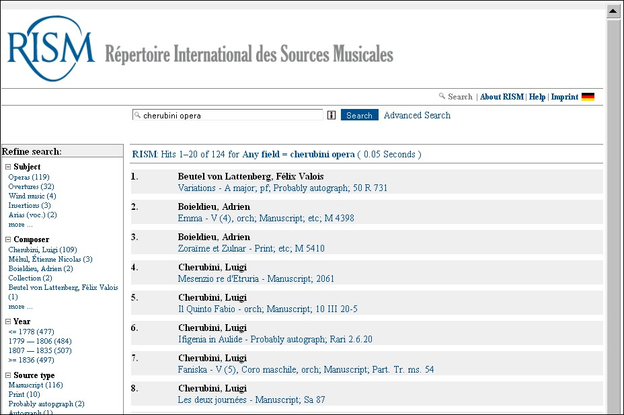 RISM Répertoire International des Sources Musicales
Search | About RISM | Help | Imprint
cherubini opera Search Advanced Search
Refine search:
Subject
Operas (119)
Overtures (32)
Wind music (4)
Insertions (3)
Arias (voc.) (2)
more ...
Composer
Cherubini, Luigi (109)
Méhul, Étienne Nicolas (3)
Boieldieu, Adrien (2)
Collection (2)
Beutel von Lattenberg, Félix Valois
(1)
more ...
Year
<= 1778 (477)
1779 — 1806 (484)
1807 — 1835 (507)
>= 1836 (497)
Source type
Manuscript (116)
Print (10)
Probably autopgraph (2)
Autograph (1)
RISM: Hits 1–20 of 124 for Any field = cherubini opera ( 0.05 Seconds )
1. Beutel von Lattenberg, Félix Valois
Variations - A major; pf; Probably autograph; 50 R 731
2. Boieldieu, Adrien
Emma - V (4), orch; Manuscript; etc; M 4398
3. Boieldieu, Adrien
Zoraime et Zulnar - Print; etc; M 5410
4. Cherubini, Luigi
Mesenzio re d'Etruria - Manuscript; 2061
5. Cherubini, Luigi
Il Quinto Fabio - orch; Manuscript; 10 III 20-5
6. Cherubini, Luigi
Ifigenia in Aulide - Probably autograph; Rari 2.6.20
7. Cherubini, Luigi
Faniska - V (5), Coro maschile, orch; Manuscript; Part. Tr. ms. 54
8. Cherubini, Luigi
Les deux journées - Manuscript; Sa 87